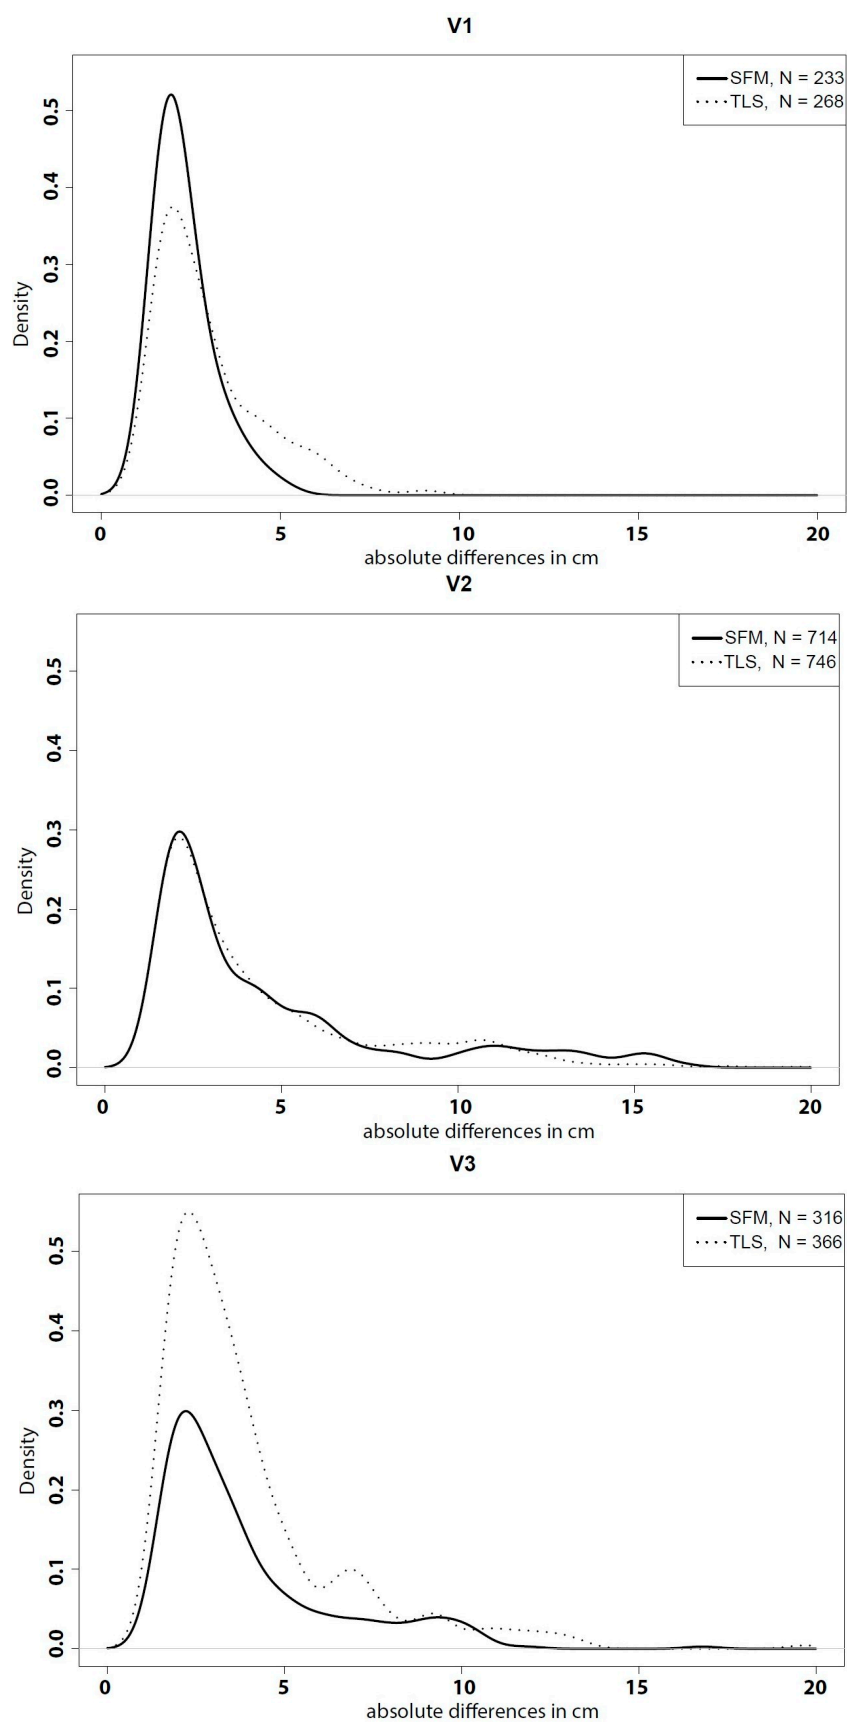 V1
SFM, N = 233
TLS, N = 268
0.5
0.4
0.3
0.2
0.1
0.0
Density
0 5 10 15 20
absolute differences in cm
V2
SFM, N = 714
TLS, N = 746
0.5
0.4
0.3
0.2
0.1
0.0
Density
0 5 10 15 20
absolute differences in cm
V3
SFM, N = 316
TLS, N = 366
0.5
0.4
0.3
0.2
0.1
0.0
Density
0 5 10 15 20
absolute differences in cm